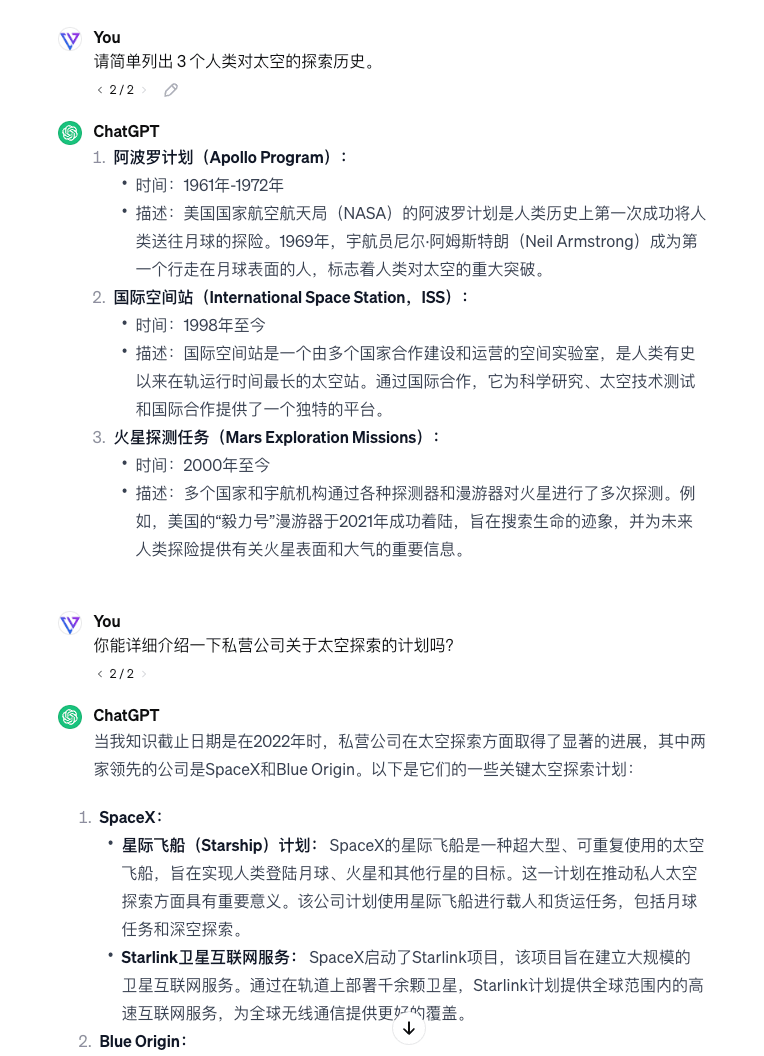 You
请简单列出 3 个人类对太空的探索历史。
2 / 2
ChatGPT
1. 阿波罗计划（Apollo Program）：
• 时间：1961年-1972年
• 描述：美国国家航空航天局（NASA）的阿波罗计划是人类历史上第一次成功将人
类送往月球的探险。1969年，宇航员尼尔·阿姆斯特朗（Neil Armstrong）成为第
一个行走在月球表面的人，标志着人类对太空的重大突破。
2. 国际空间站（International Space Station，ISS）：
• 时间：1998年至今
• 描述：国际空间站是一个由多个国家合作建设和运营的空间实验室，是人类有史
以来在轨运行时间最长的太空站。通过国际合作，它为科学研究、太空技术测试
和国际合作提供了一个独特的平台。
3. 火星探测任务（Mars Exploration Missions）：
• 时间：2000年至今
• 描述：多个国家和宇航机构通过各种探测器和漫游器对火星进行了多次探测。例
如，美国的“毅力号”漫游器于2021年成功着陆，旨在搜索生命的迹象，并为未来
人类探险提供有关火星表面和大气的重要信息。
You
你能详细介绍一下私营公司关于太空探索的计划吗?
2 / 2
ChatGPT
当我知识截止日期是在2022年时，私营公司在太空探索方面取得了显著的进展，其中两
家领先的公司是SpaceX和Blue Origin。以下是它们的一些关键太空探索计划：
1. SpaceX：
• 星际飞船（Starship）计划： SpaceX的星际飞船是一种超大型、可重复使用的太空
飞船，旨在实现人类登陆月球、火星和其他行星的目标。这一计划在推动私人太空
探索方面具有重要意义。该公司计划使用星际飞船进行载人和货运任务，包括月球
任务和深空探索。
• Starlink卫星互联网服务： SpaceX启动了Starlink项目，该项目旨在建立大规模的
卫星互联网服务。通过在轨道上部署千余颗卫星，Starlink计划提供全球范围内的高
速互联网服务，为全球无线通信提供更好的覆盖。
2. Blue Origin：